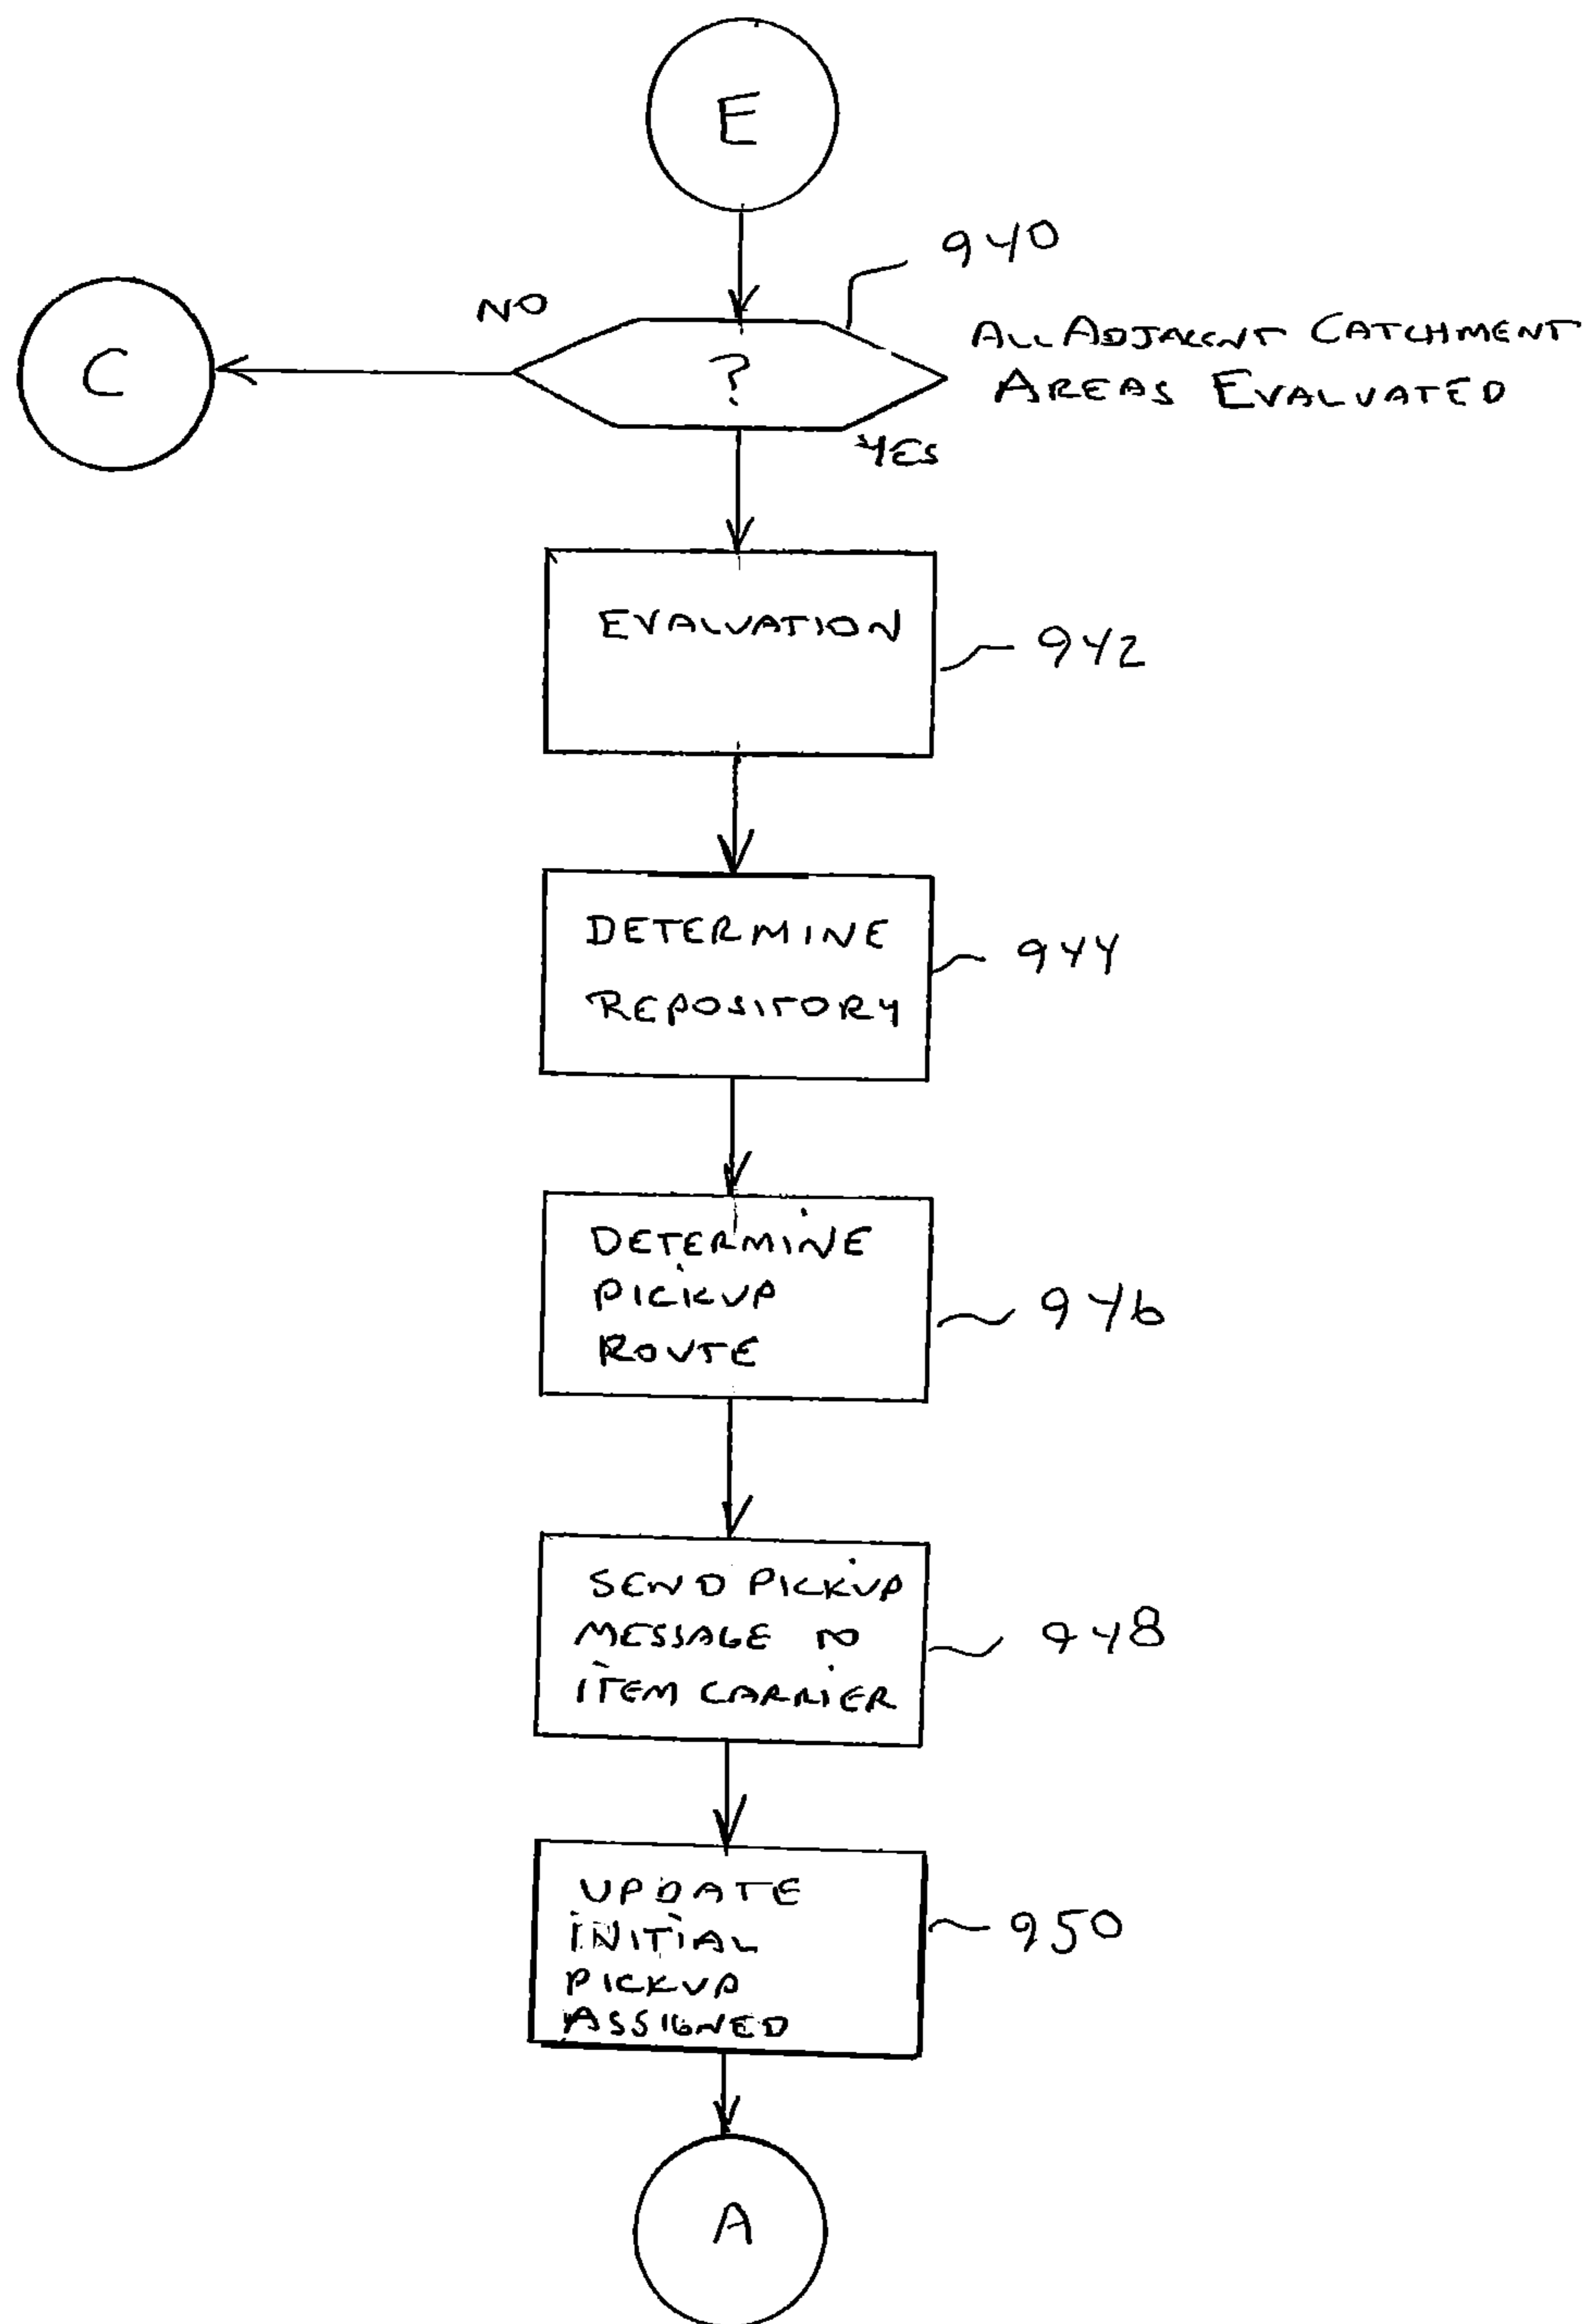 E
940
NO
C
?
ALL ADJACENT CATCHMENT
AREAS EVALUATED
YES
EVALUATION
942
DETERMINE
REPOSITORY
944
DETERMINE
PICKUP
ROUTE
946
SEND PICKUP
MESSAGE TO
ITEM CARRIER
948
UPDATE
INITIAL
PICKUP
ASSIGNED
950
A